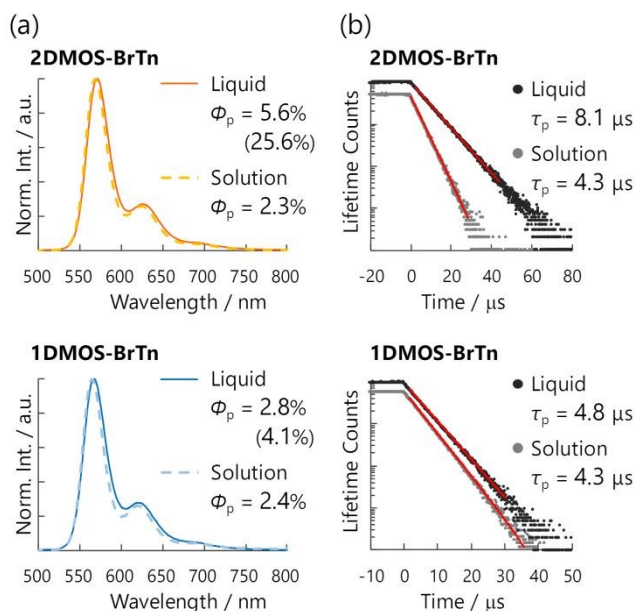 (a)
2DMOS-BrTn
Norm. Int. / a.u.
Liquid
Φp = 5.6%
(25.6%)
Solution
Φp = 2.3%
500 550 600 650 700 750 800
Wavelength / nm
1DMOS-BrTn
Norm. Int. / a.u.
Liquid
Φp = 2.8%
(4.1%)
Solution
Φp = 2.4%
500 550 600 650 700 750 800
Wavelength / nm
(b)
2DMOS-BrTn
Lifetime Counts
Liquid
τp = 8.1 μs
Solution
τp = 4.3 μs
-20 0 20 40 60 80
Time / μs
1DMOS-BrTn
Lifetime Counts
Liquid
τp = 4.8 μs
Solution
τp = 4.3 μs
-10 0 10 20 30 40 50
Time / μs